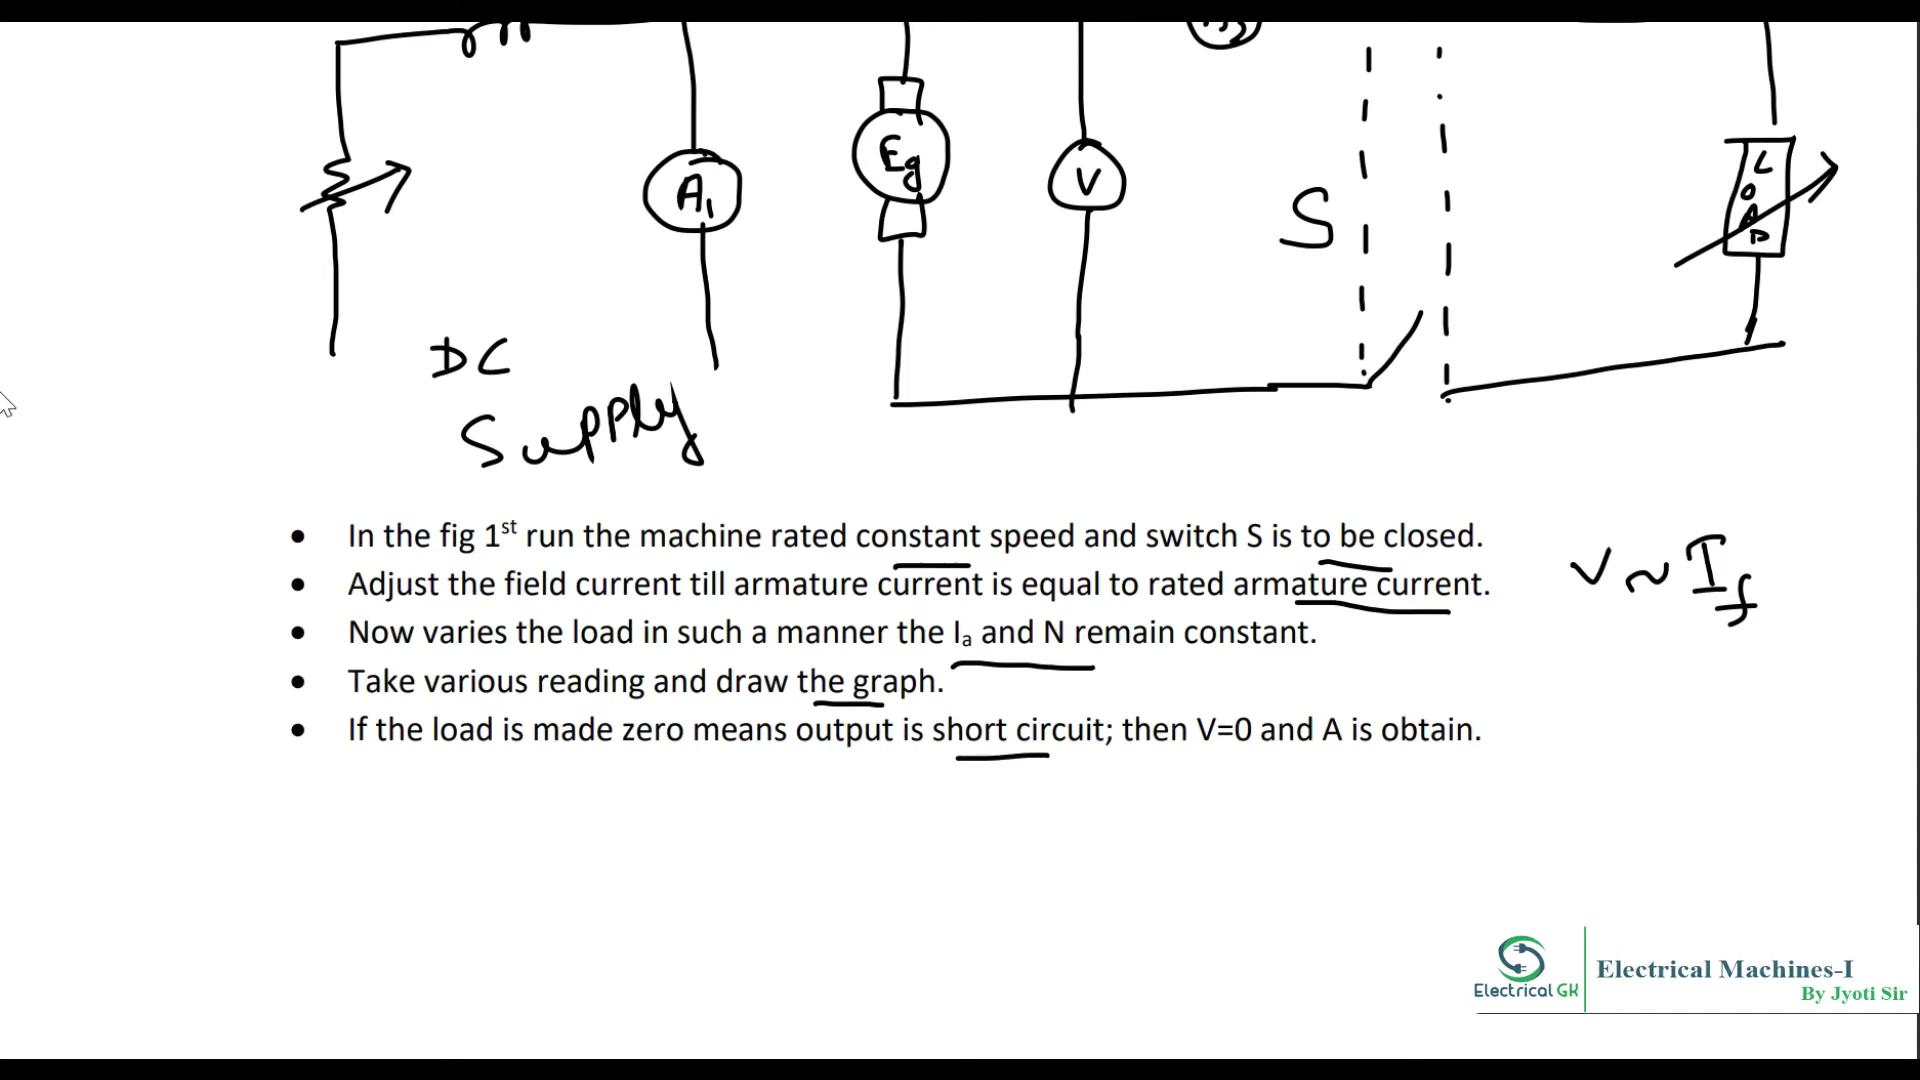 Eg
A1
V
S
LOAD
DC
Supply
• In the fig 1st run the machine rated constant speed and switch S is to be closed.
• Adjust the field current till armature current is equal to rated armature current.
V ~ If
• Now varies the load in such a manner the Ia and N remain constant.
• Take various reading and draw the graph.
• If the load is made zero means output is short circuit; then V=0 and A is obtain.
Electrical GK
Electrical Machines-I
By Jyoti Sir